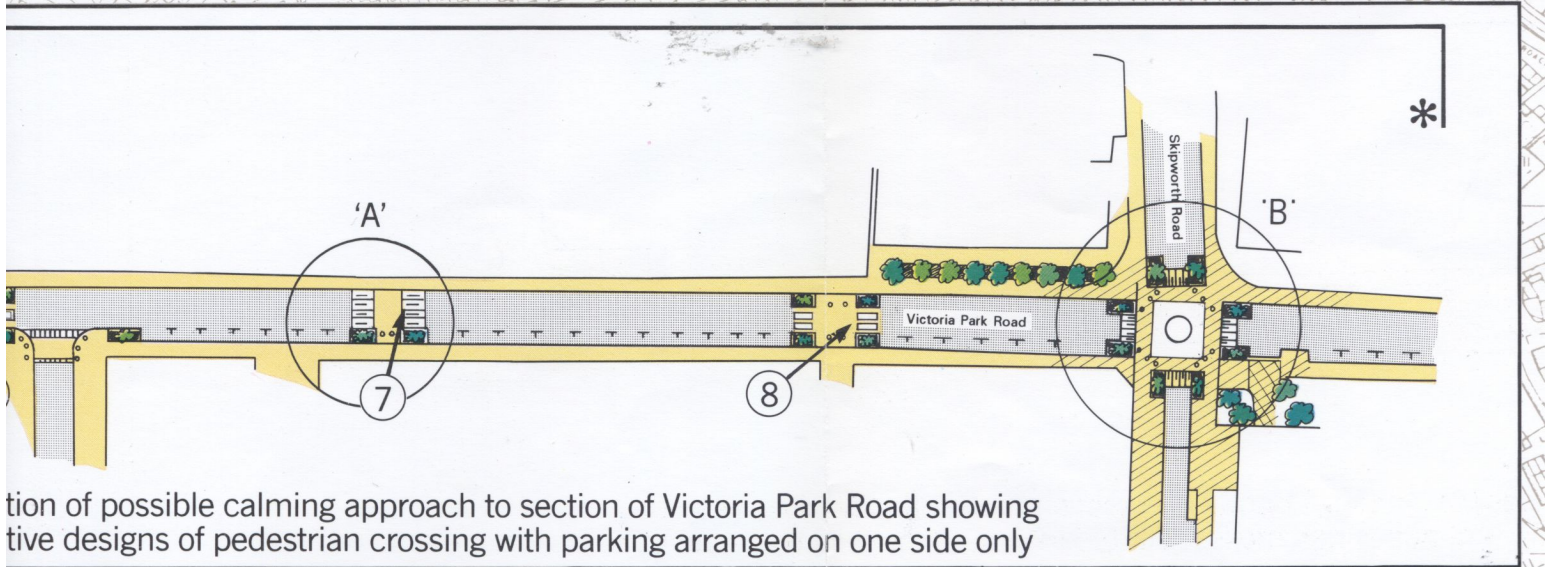 *
Skipworth Road
'A'
'B'
Victoria Park Road
7
8
tion of possible calming approach to section of Victoria Park Road showing
tive designs of pedestrian crossing with parking arranged on one side only